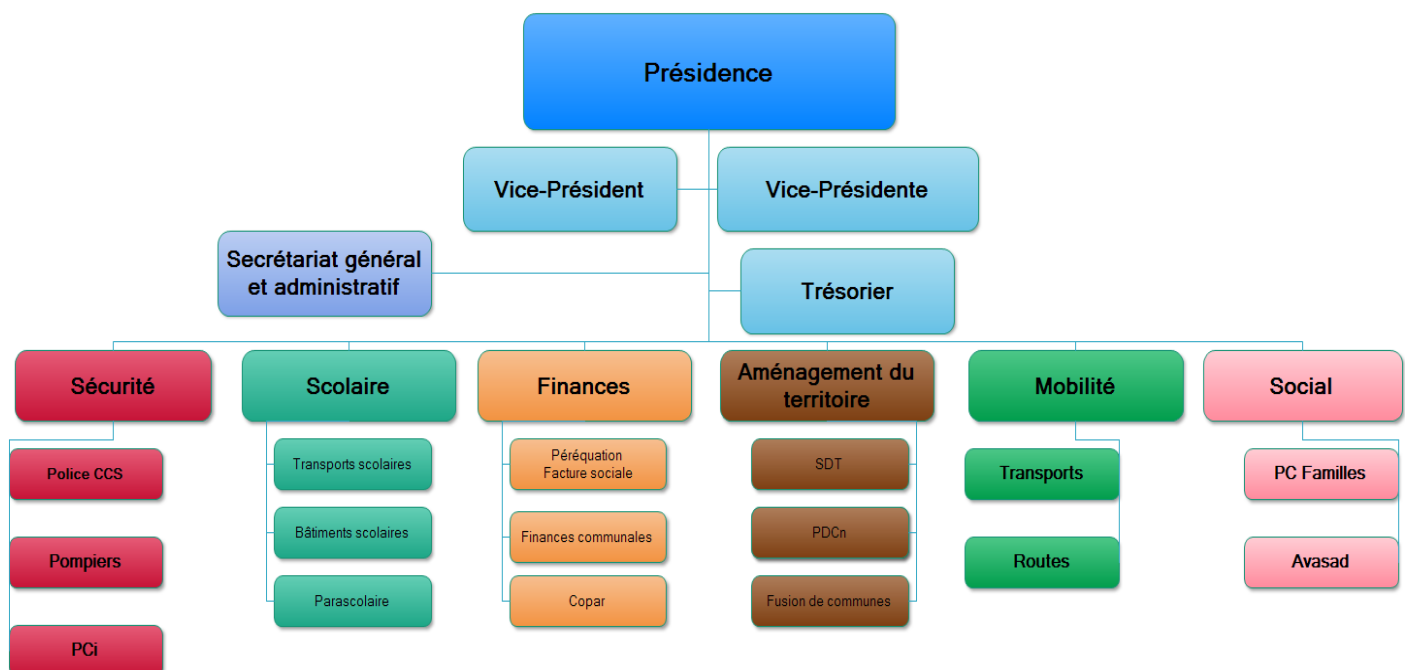 Présidence
Vice-Président
Vice-Présidente
Secrétariat général
et administratif
Trésorier
Sécurité
Scolaire
Finances
Aménagement du
territoire
Mobilité
Social
Police CCS
Pompiers
PCi
Transports scolaires
Bâtiments scolaires
Parascolaire
Péréquation
Facture sociale
Finances communales
Copar
SDT
PDCn
Fusion de communes
Transports
Routes
PC Familles
Avasad